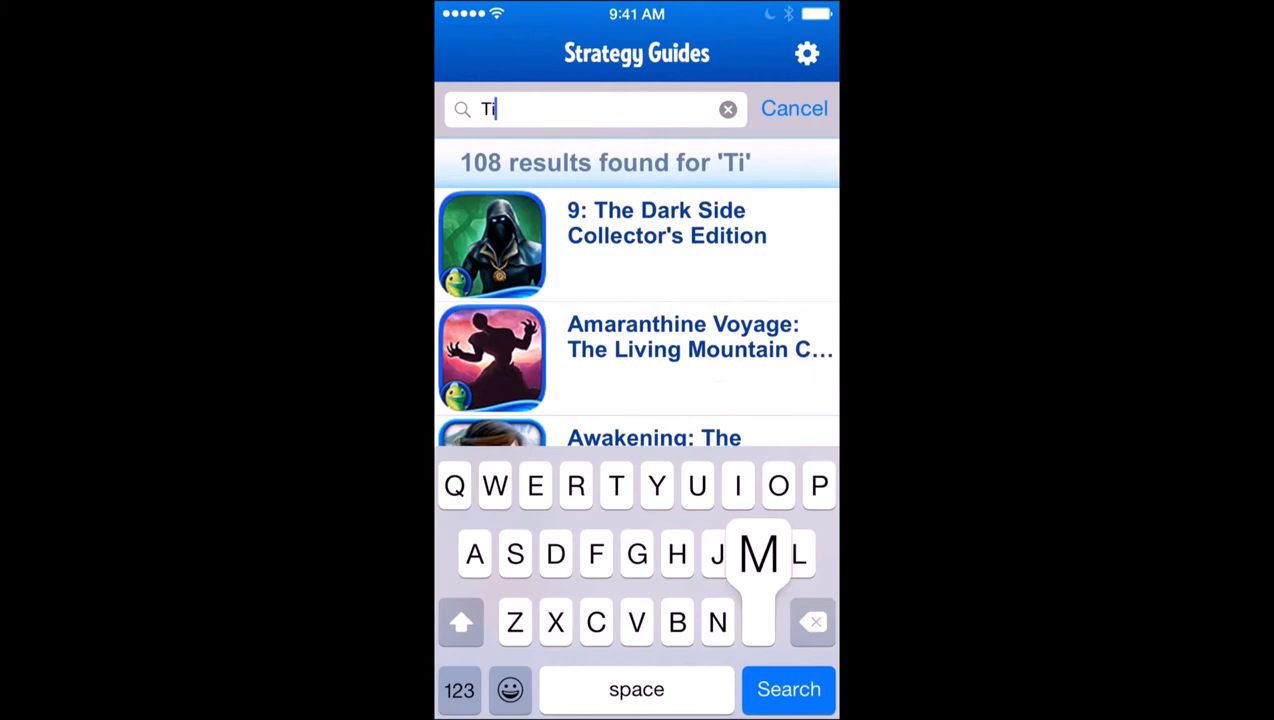 9:41 AM
Strategy Guides
Ti
Cancel
108 results found for 'Ti'
9: The Dark Side
Collector's Edition
Amaranthine Voyage:
The Living Mountain C...
Awakening: The
Q W E R T Y U I O P
A S D F G H J M L
Z X C V B N
123 space Search